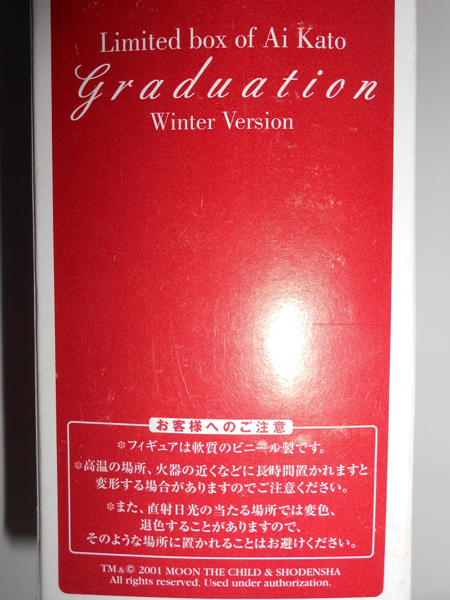 Limited box of Ai Kato
Graduation
Winter Version
お客様へのご注意
❇フィギュアは軟質のビニール製です。
❇高温の場所、火器の近くなどに長時間置かれますと
変形する場合がありますのでご注意ください。
❇また、直射日光の当たる場所では変色、
退色することがありますので、
そのような場所に置かれることはお避けください。
TM & © 2001 MOON THE CHILD & SHODENSHA
All rights reserved. Used under authorization.